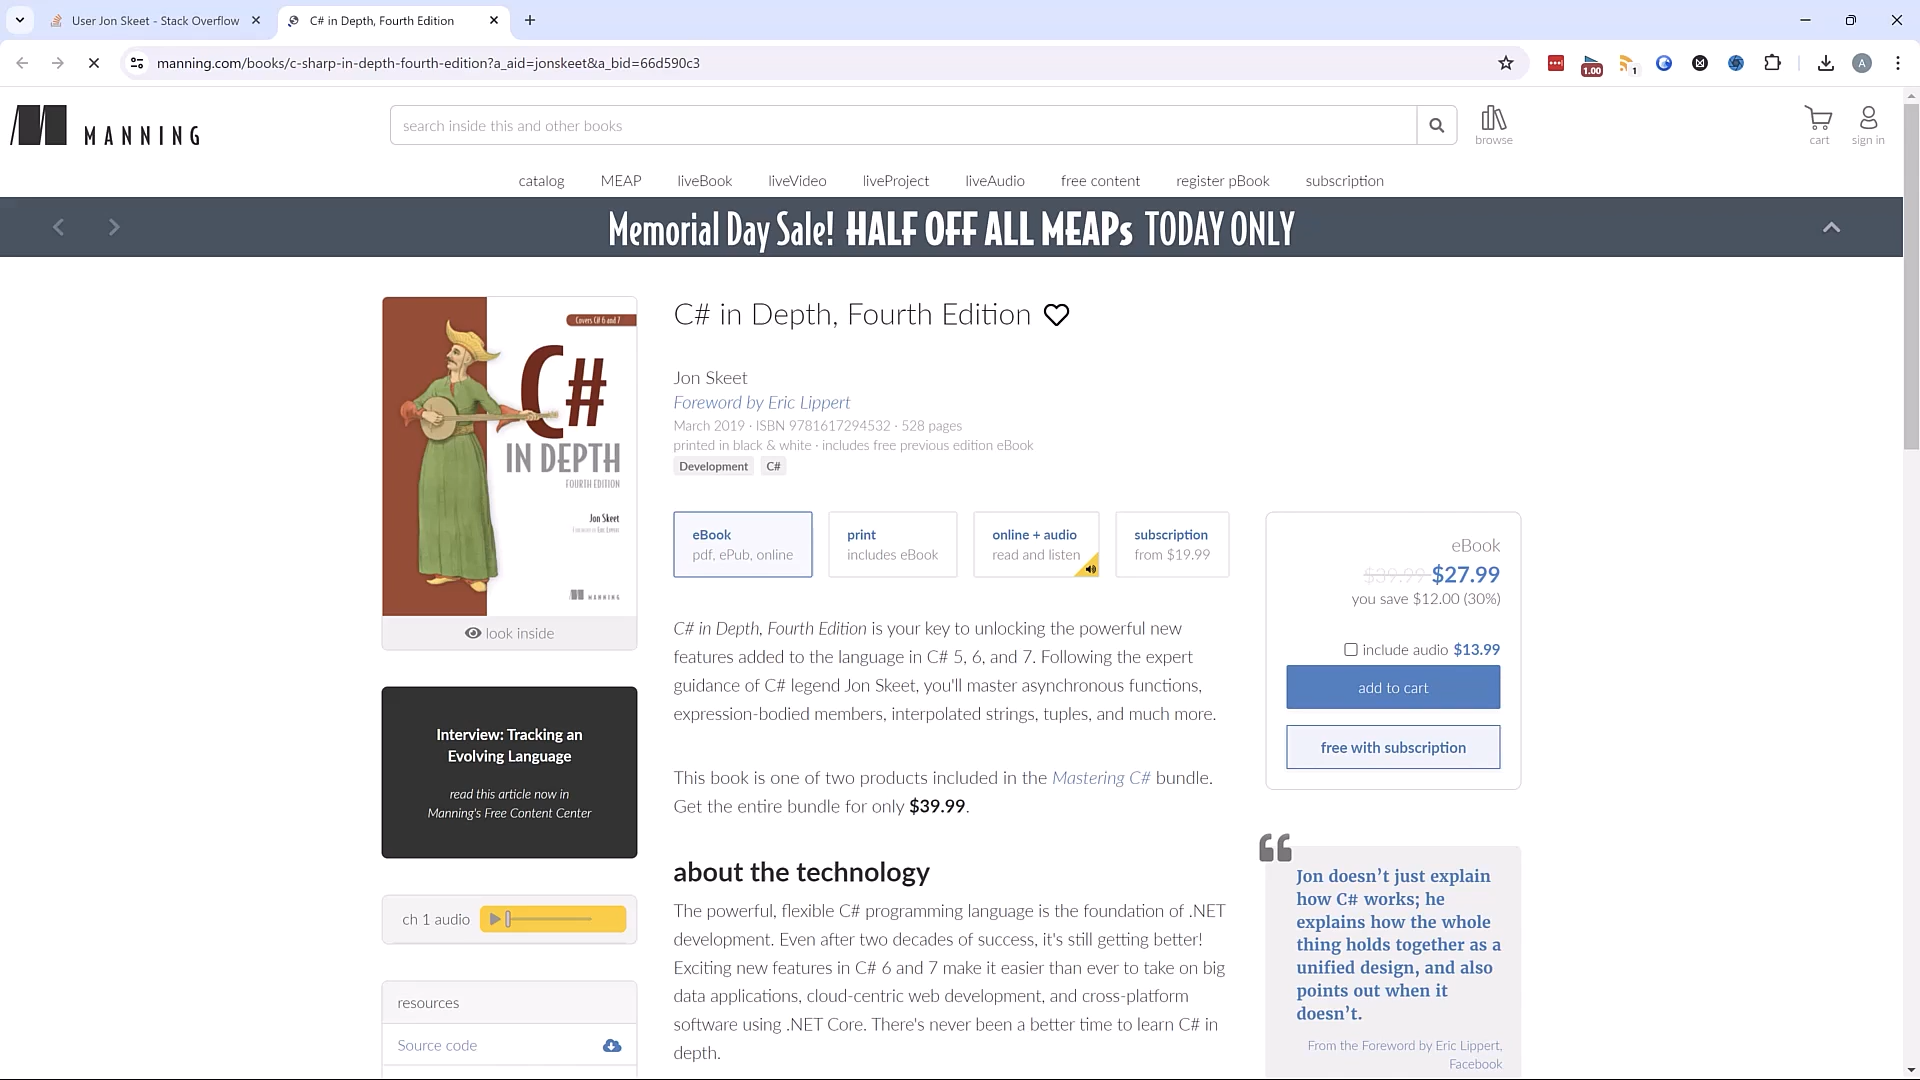 User Jon Skeet - Stack Overflow
C# in Depth, Fourth Edition
manning.com/books/c-sharp-in-depth-fourth-edition?a_aid=jonskeet&a_bid=66d590c3
1.00
1
A
MANNING
search inside this and other books
browse
cart
sign in
catalog
MEAP
liveBook
liveVideo
liveProject
liveAudio
free content
register pBook
subscription
Memorial Day Sale! HALF OFF ALL MEAPs TODAY ONLY
Covers C# 6 and 7
C#
IN DEPTH
FOURTH EDITION
Jon Skeet
Foreword by Eric Lippert
MANNING
look inside
C# in Depth, Fourth Edition
Jon Skeet
Foreword by Eric Lippert
March 2019 · ISBN 9781617294532 · 528 pages
printed in black & white · includes free previous edition eBook
Development
C#
eBook
pdf, ePub, online
print
includes eBook
online + audio
read and listen
subscription
from $19.99
eBook
$39.99 $27.99
you save $12.00 (30%)
include audio $13.99
add to cart
free with subscription
C# in Depth, Fourth Edition is your key to unlocking the powerful new
features added to the language in C# 5, 6, and 7. Following the expert
guidance of C# legend Jon Skeet, you'll master asynchronous functions,
expression-bodied members, interpolated strings, tuples, and much more.
This book is one of two products included in the Mastering C# bundle.
Get the entire bundle for only $39.99.
Interview: Tracking an
Evolving Language
read this article now in
Manning's Free Content Center
ch 1 audio
resources
Source code
about the technology
The powerful, flexible C# programming language is the foundation of .NET
development. Even after two decades of success, it's still getting better!
Exciting new features in C# 6 and 7 make it easier than ever to take on big
data applications, cloud-centric web development, and cross-platform
software using .NET Core. There's never been a better time to learn C# in
depth.
“
Jon doesn’t just explain
how C# works; he
explains how the whole
thing holds together as a
unified design, and also
points out when it
doesn’t.
From the Foreword by Eric Lippert,
Facebook